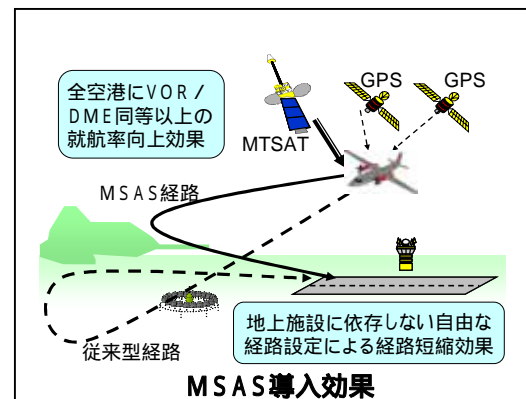 全空港にVOR／
DME同等以上の
就航率向上効果
GPS
GPS
MTSAT
MSAS経路
従来型経路
地上施設に依存しない自由な
経路設定による経路短縮効果
MSAS導入効果